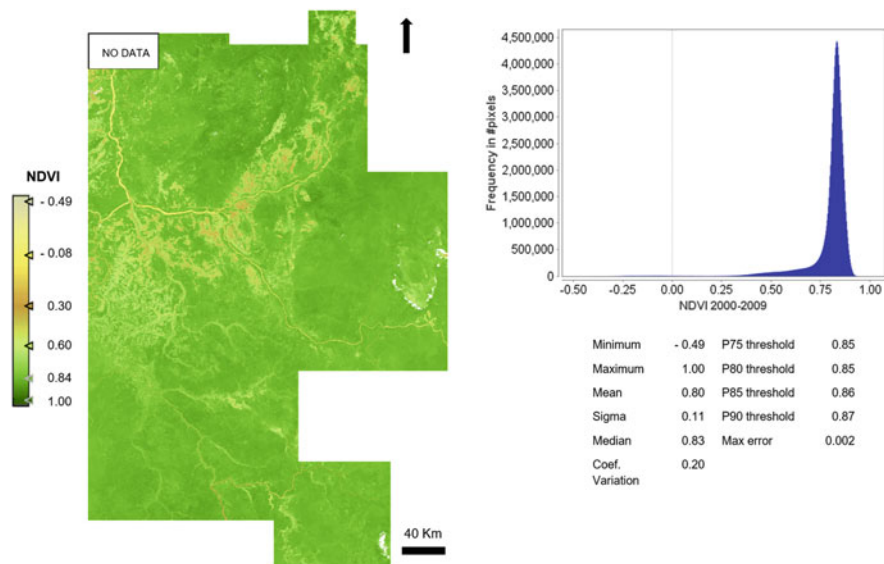 NO DATA
NDVI
- 0.49
- 0.08
0.30
0.60
0.84
1.00
40 Km
Frequency in #pixels
4,500,000
4,000,000
3,500,000
3,000,000
2,500,000
2,000,000
1,500,000
1,000,000
500,000
0
-0.50 -0.25 0.00 0.25 0.50 0.75 1.00
NDVI 2000-2009
Minimum - 0.49 P75 threshold 0.85
Maximum 1.00 P80 threshold 0.85
Mean 0.80 P85 threshold 0.86
Sigma 0.11 P90 threshold 0.87
Median 0.83 Max error 0.002
Coef. 0.20
Variation